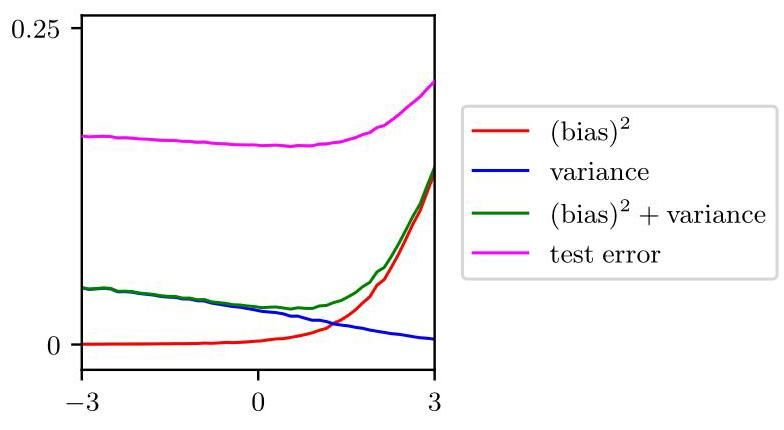 0.25
0
−3
0
3
(bias)²
variance
(bias)² + variance
test error